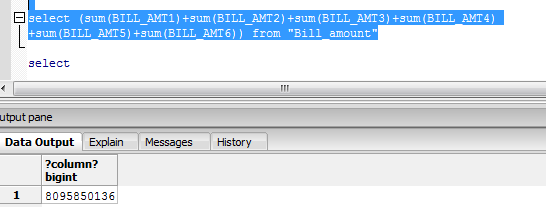 select (sum(BILL_AMT1)+sum(BILL_AMT2)+sum(BILL_AMT3)+sum(BILL_AMT4)
+sum(BILL_AMT5)+sum(BILL_AMT6)) from "Bill_amount"
select
utput pane
Data Output Explain Messages History
?column?
bigint
1 8095850136